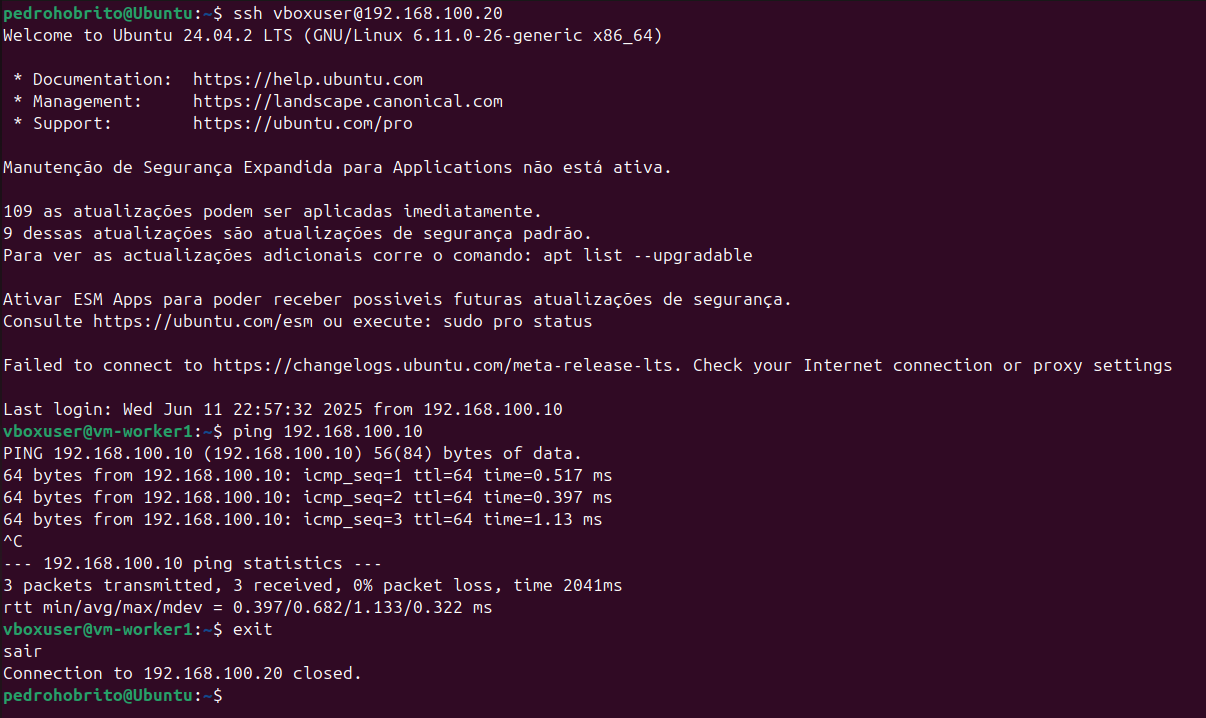 pedrohobrito@Ubuntu:~$ ssh vboxuser@192.168.100.20
Welcome to Ubuntu 24.04.2 LTS (GNU/Linux 6.11.0-26-generic x86_64)
* Documentation:  https://help.ubuntu.com
* Management:     https://landscape.canonical.com
* Support:        https://ubuntu.com/pro
Manutenção de Segurança Expandida para Applications não está ativa.
109 as atualizações podem ser aplicadas imediatamente.
9 dessas atualizações são atualizações de segurança padrão.
Para ver as actualizações adicionais corre o comando: apt list --upgradable
Ativar ESM Apps para poder receber possiveis futuras atualizações de segurança.
Consulte https://ubuntu.com/esm ou execute: sudo pro status
Failed to connect to https://changelogs.ubuntu.com/meta-release-lts. Check your Internet connection or proxy settings
Last login: Wed Jun 11 22:57:32 2025 from 192.168.100.10
vboxuser@vm-worker1:~$ ping 192.168.100.10
PING 192.168.100.10 (192.168.100.10) 56(84) bytes of data.
64 bytes from 192.168.100.10: icmp_seq=1 ttl=64 time=0.517 ms
64 bytes from 192.168.100.10: icmp_seq=2 ttl=64 time=0.397 ms
64 bytes from 192.168.100.10: icmp_seq=3 ttl=64 time=1.13 ms
^C
--- 192.168.100.10 ping statistics ---
3 packets transmitted, 3 received, 0% packet loss, time 2041ms
rtt min/avg/max/mdev = 0.397/0.682/1.133/0.322 ms
vboxuser@vm-worker1:~$ exit
sair
Connection to 192.168.100.20 closed.
pedrohobrito@Ubuntu:~$